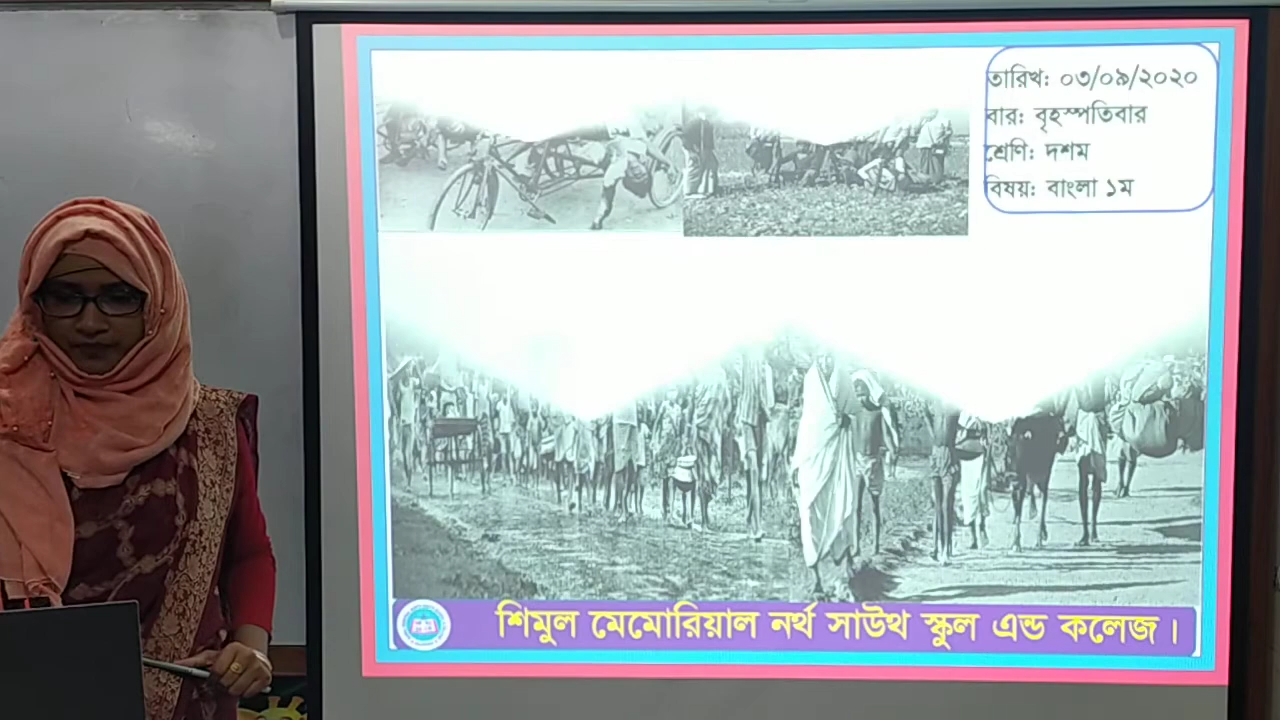 তারিখ: ০৩/০৯/২০২০
বার: বৃহস্পতিবার
শ্রেণি: দশম
বিষয়: বাংলা ১ম
শিমুল মেমোরিয়াল নর্থ সাউথ স্কুল এন্ড কলেজ।